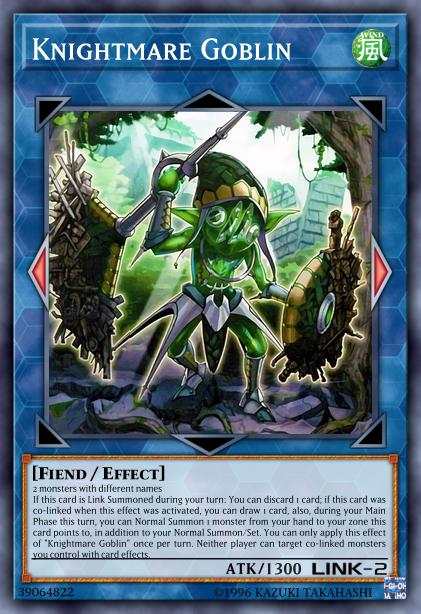 KNIGHTMARE GOBLIN
WIND
風
[FIEND / EFFECT]
2 monsters with different names
If this card is Link Summoned during your turn: You can discard 1 card; if this card was
co-linked when this effect was activated, you can draw 1 card, also, during your Main
Phase this turn, you can Normal Summon 1 monster from your hand to your zone this
card points to, in addition to your Normal Summon/Set. You can only apply this effect
of "Knightmare Goblin" once per turn. Neither player can target co-linked monsters
you control with card effects.
ATK/1300 LINK-2
39064822 ©1996 KAZUKI TAKAHASHI